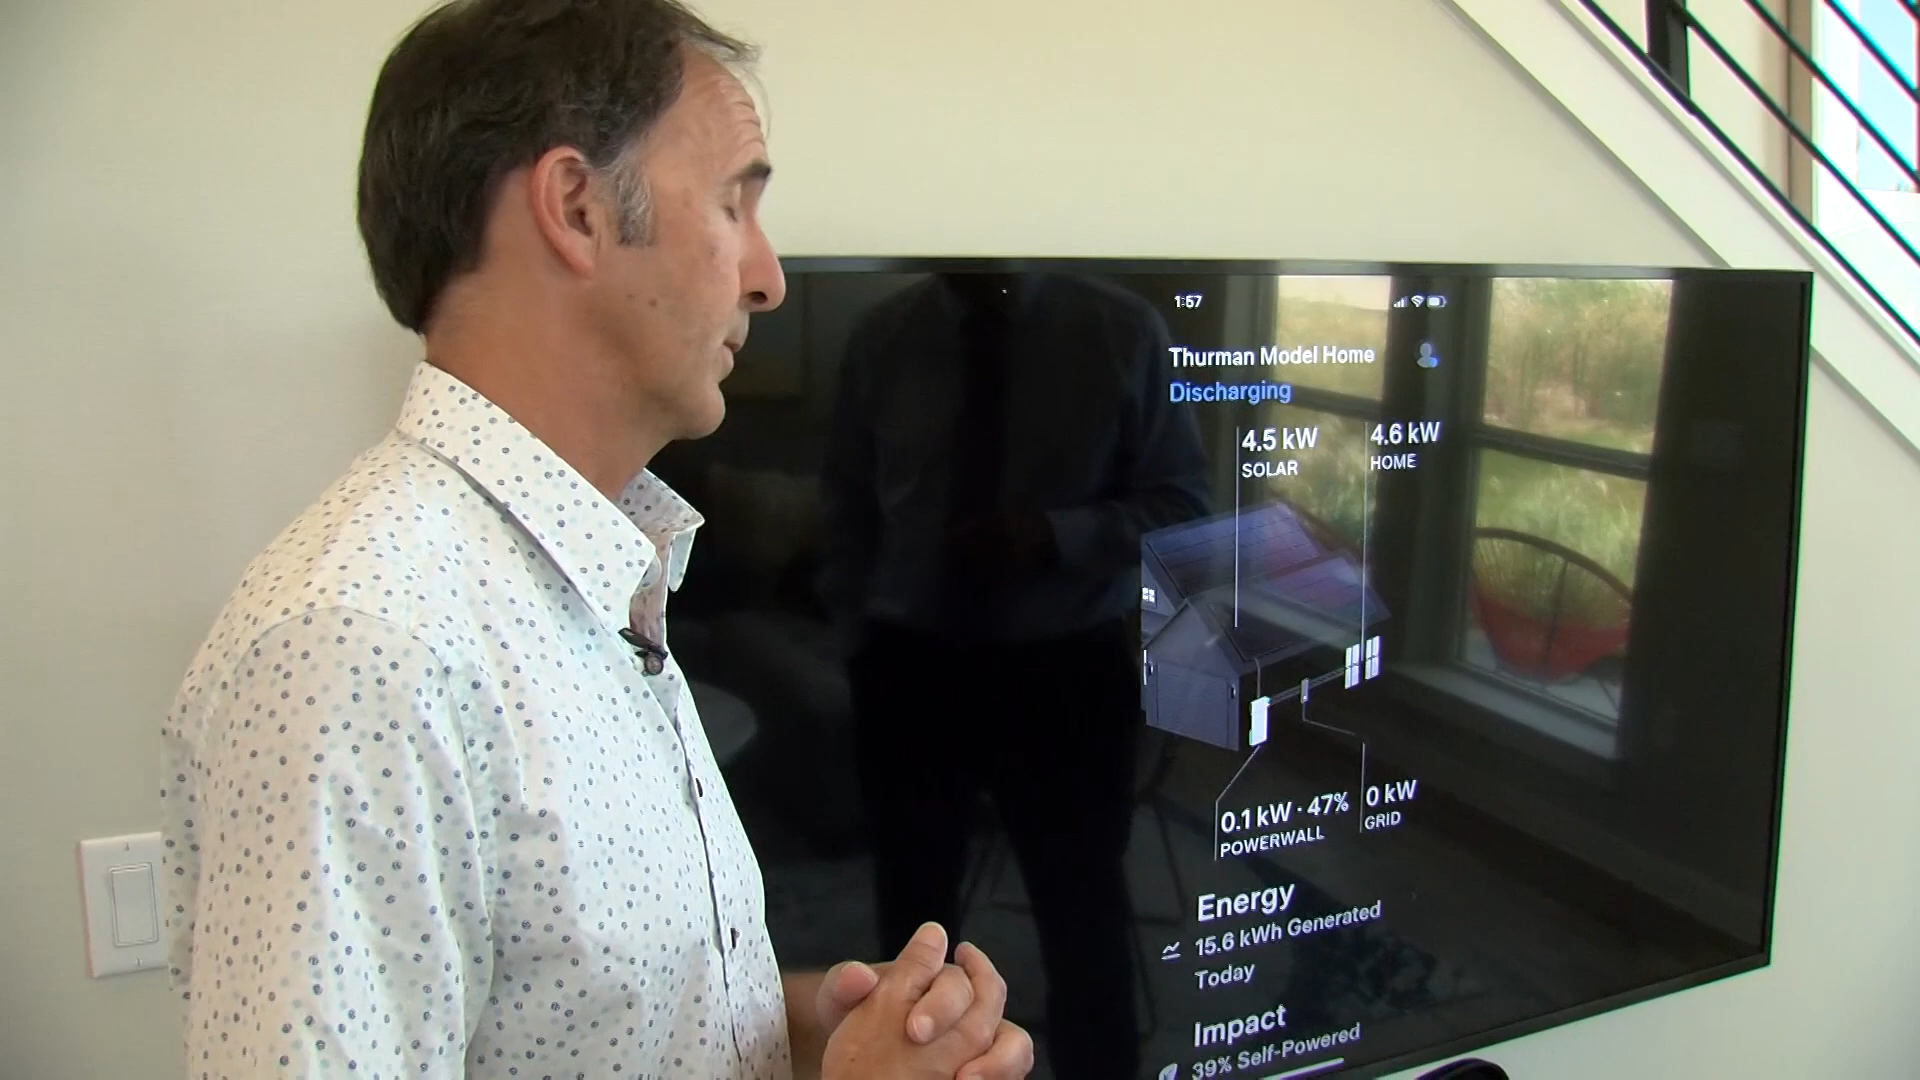 1:57
Thurman Model Home
Discharging
4.5 kW
SOLAR
4.6 kW
HOME
0.1 kW · 47%
POWERWALL
0 kW
GRID
Energy
15.6 kWh Generated
Today
Impact
39% Self-Powered